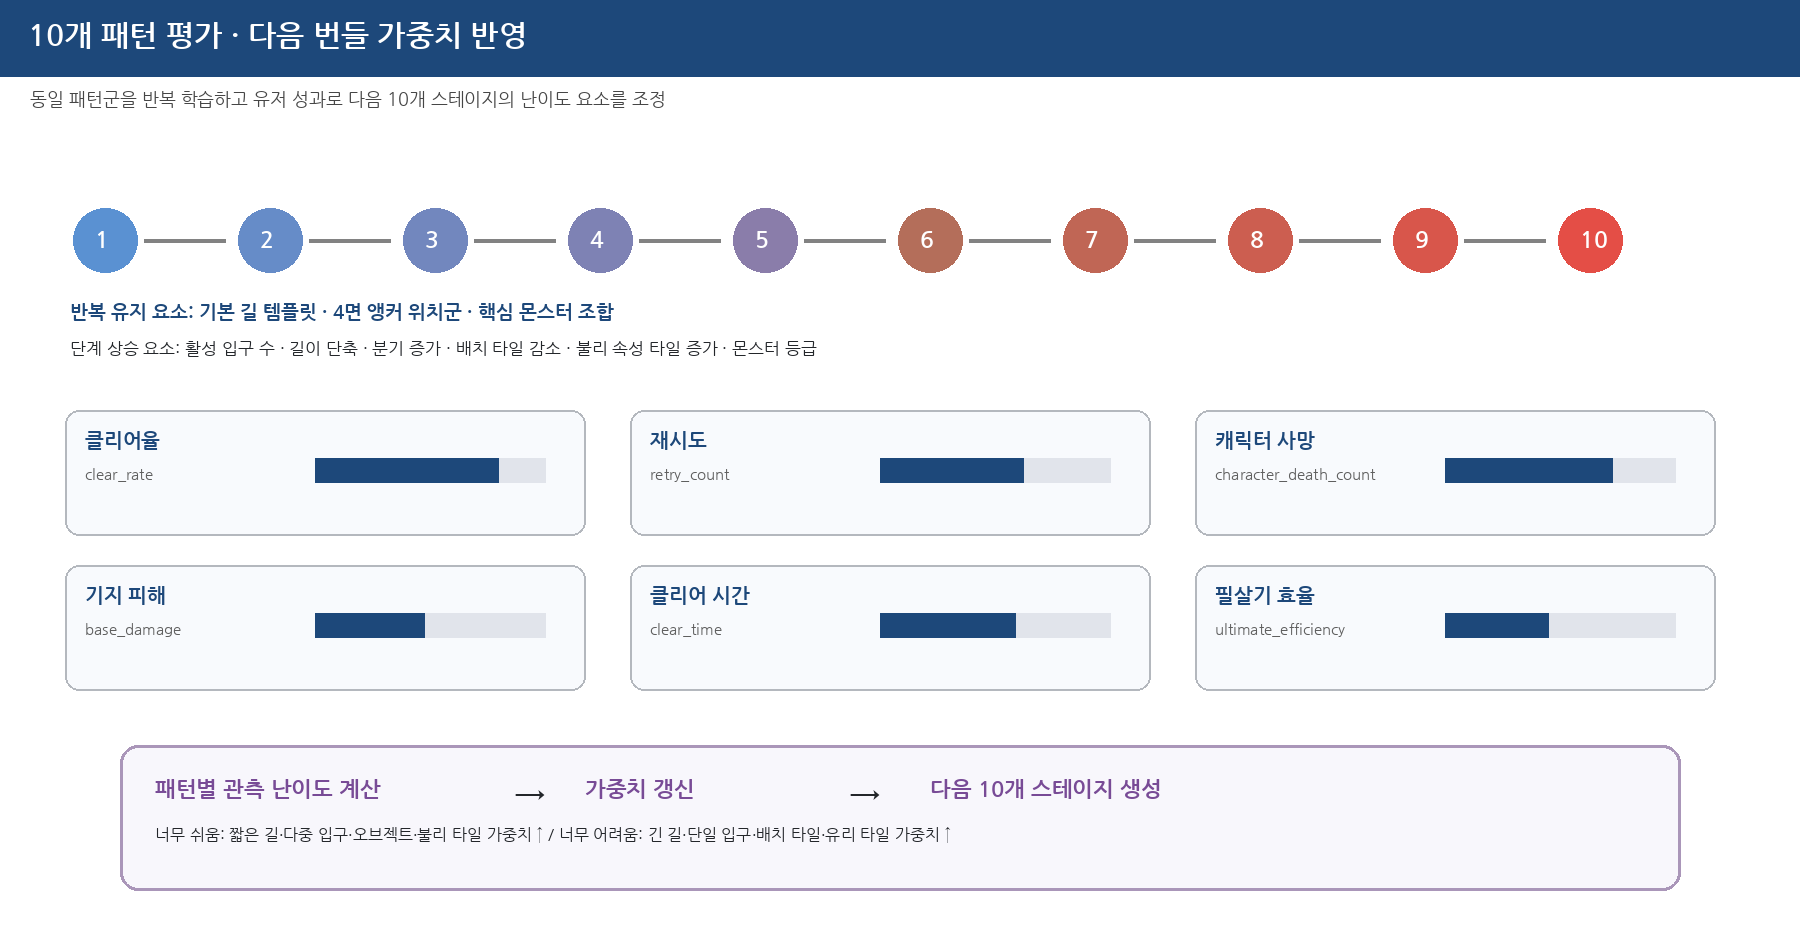 10개 패턴 평가 · 다음 번들 가중치 반영
동일 패턴군을 반복 학습하고 유저 성과로 다음 10개 스테이지의 난이도 요소를 조정
1 2 3 4 5 6 7 8 9 10
반복 유지 요소: 기본 길 템플릿 · 4면 앵커 위치군 · 핵심 몬스터 조합
단계 상승 요소: 활성 입구 수 · 길이 단축 · 분기 증가 · 배치 타일 감소 · 불리 속성 타일 증가 · 몬스터 등급
클리어율
clear_rate
재시도
retry_count
캐릭터 사망
character_death_count
기지 피해
base_damage
클리어 시간
clear_time
필살기 효율
ultimate_efficiency
패턴별 관측 난이도 계산 → 가중치 갱신 → 다음 10개 스테이지 생성
너무 쉬움: 짧은 길·다중 입구·오브젝트·불리 타일 가중치↑ / 너무 어려움: 긴 길·단일 입구·배치 타일·유리 타일 가중치↑